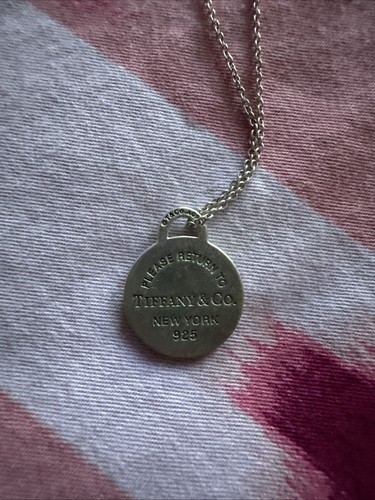 PLEASE RETURN TO
TIFFANY & CO.
NEW YORK
925